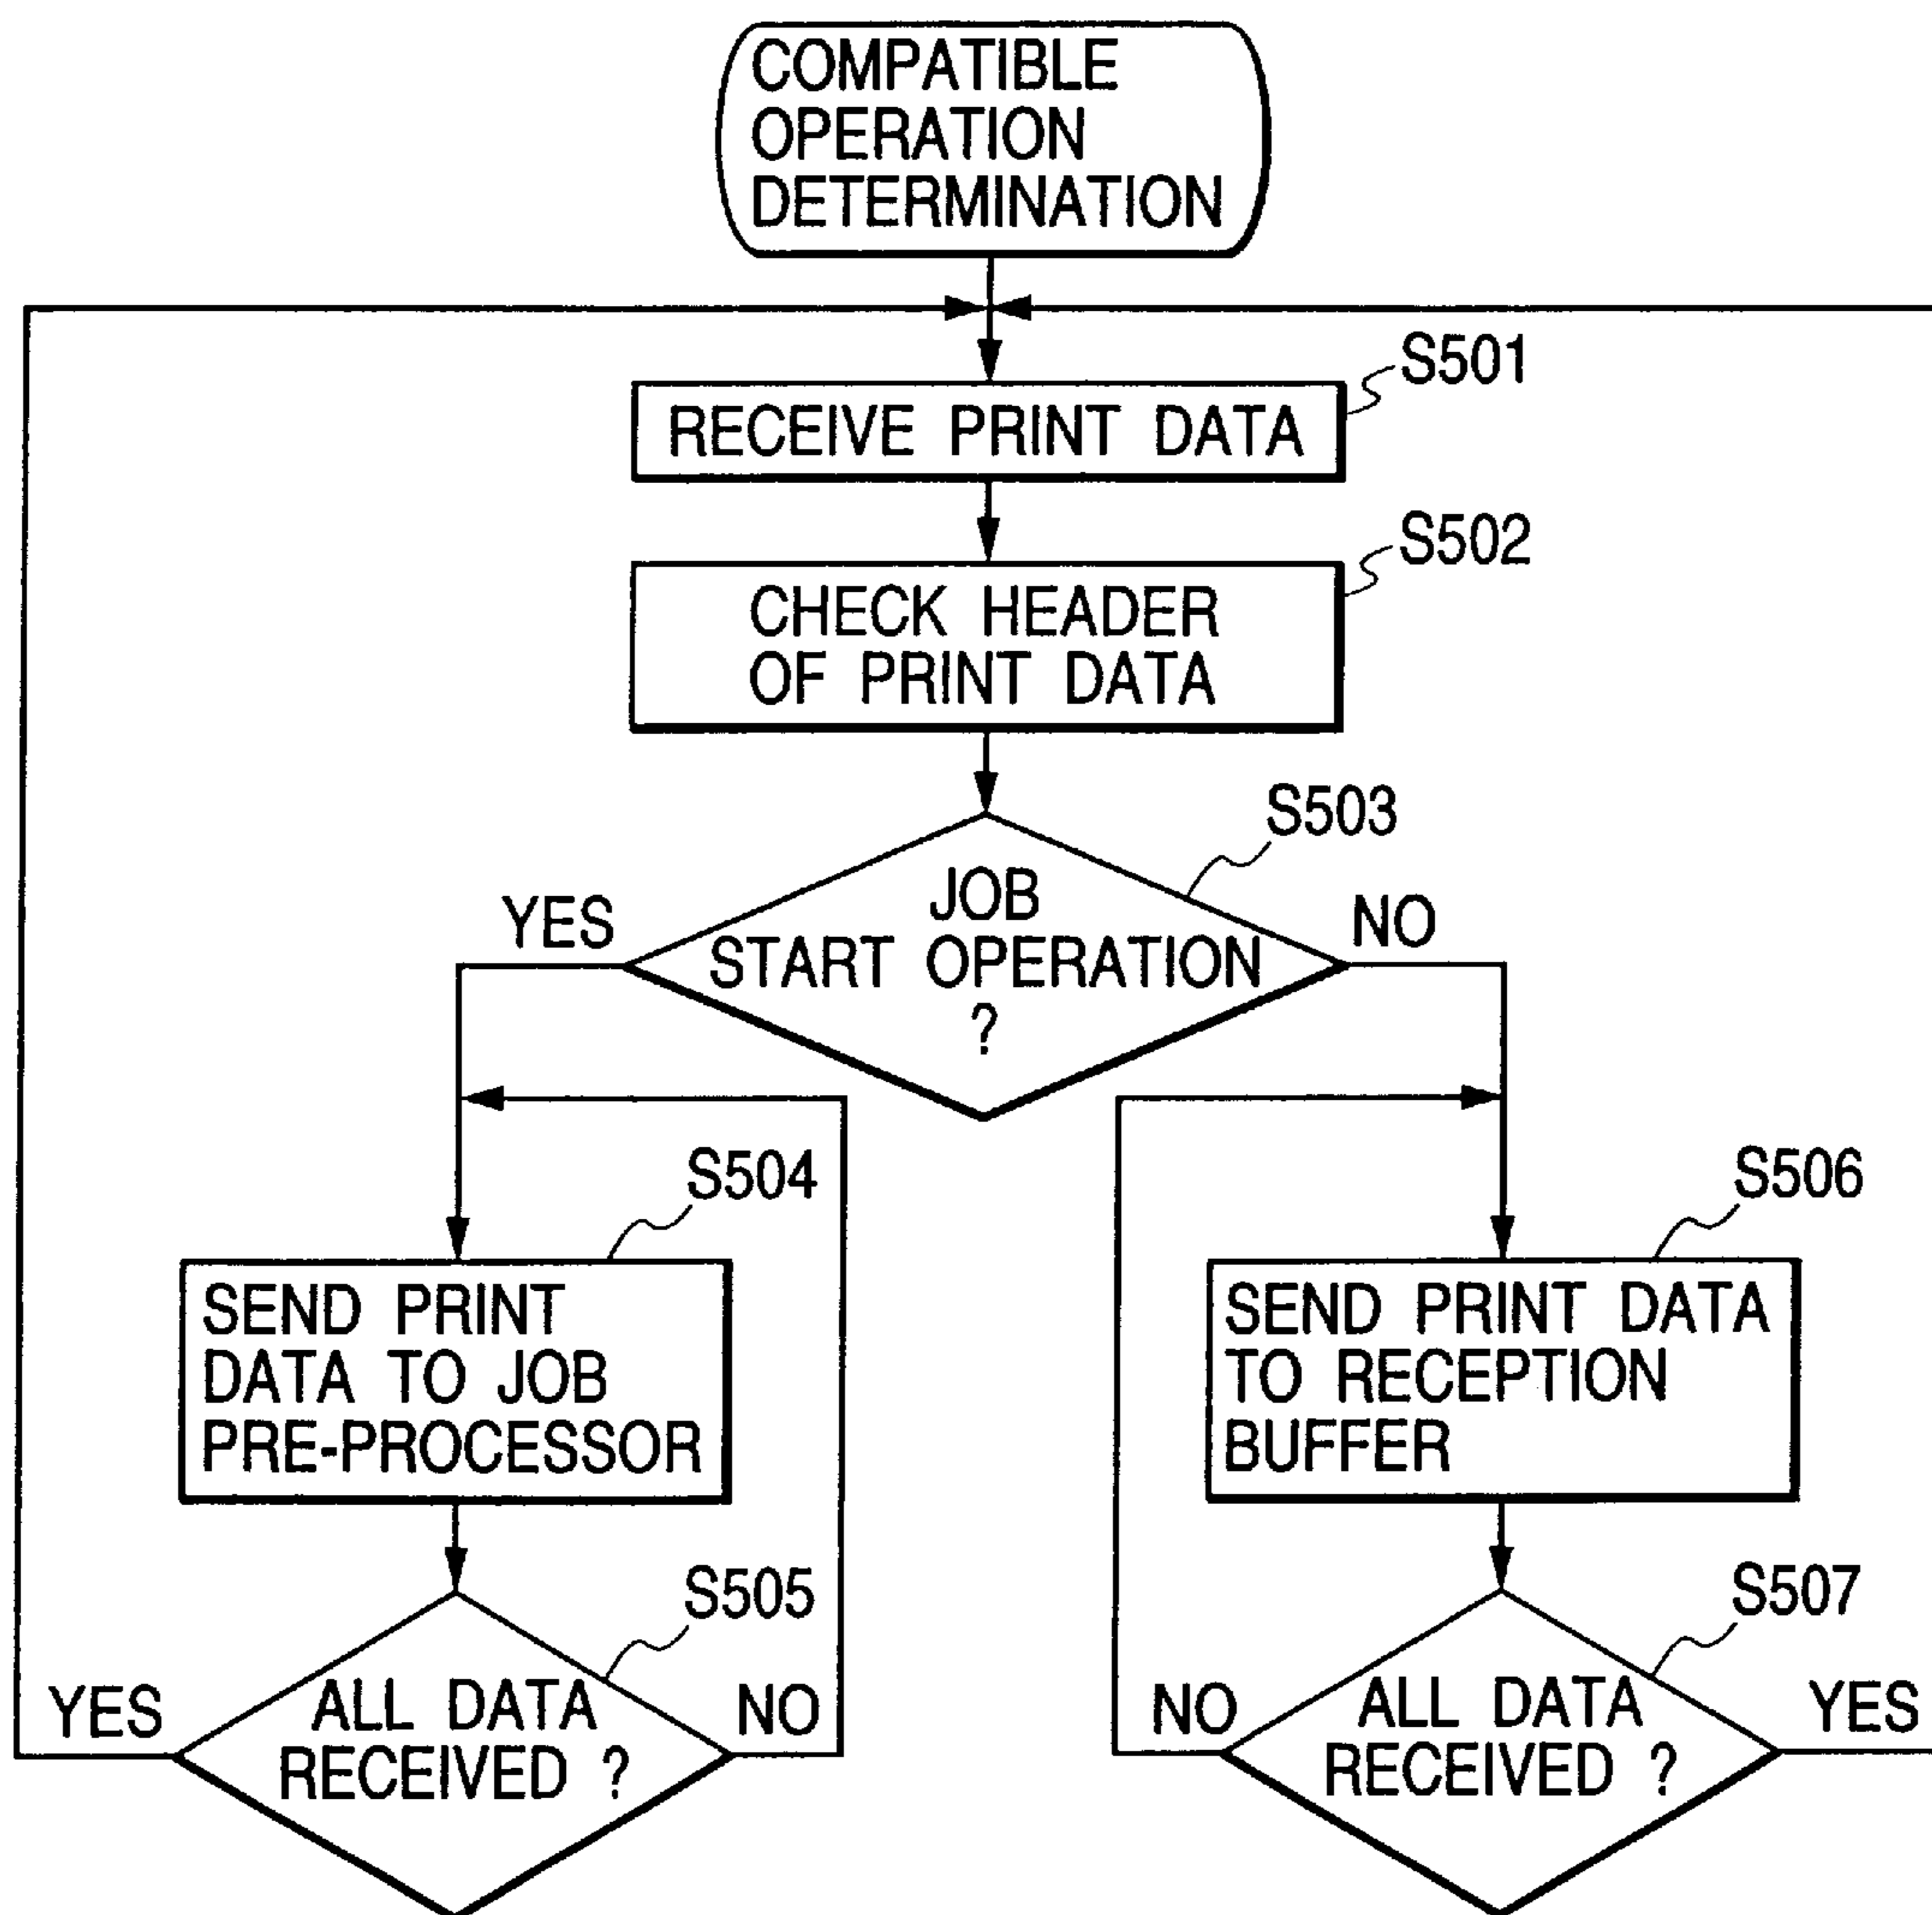 COMPATIBLE
OPERATION
DETERMINATION
S501
RECEIVE PRINT DATA
S502
CHECK HEADER
OF PRINT DATA
S503
YES
JOB
START OPERATION
?
NO
S504
SEND PRINT
DATA TO JOB
PRE-PROCESSOR
S506
SEND PRINT DATA
TO RECEPTION
BUFFER
S505
YES
ALL DATA
RECEIVED ?
NO
S507
NO
ALL DATA
RECEIVED ?
YES